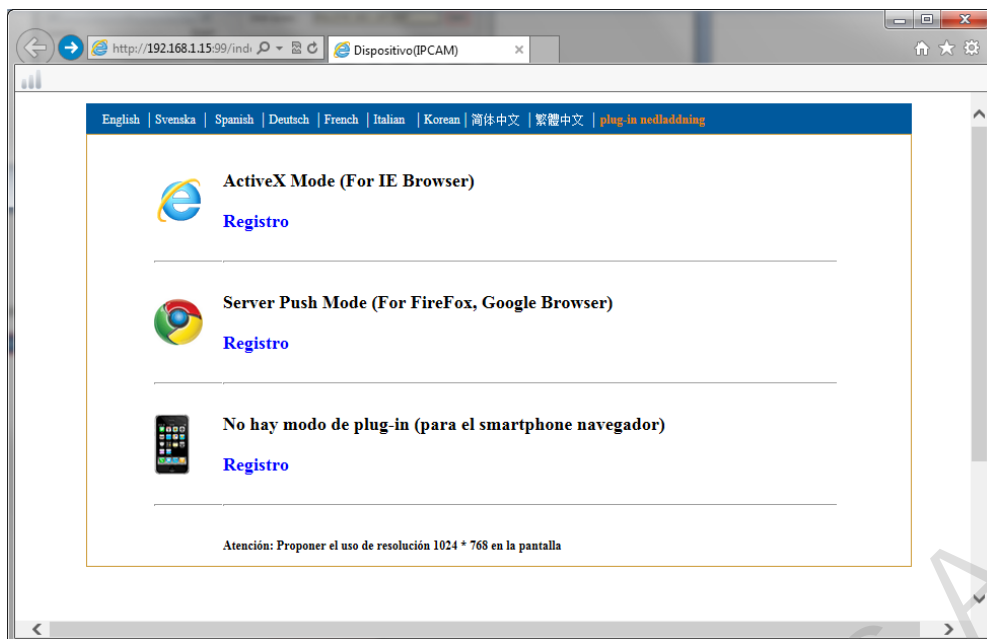 http://192.168.1.15:99/ind
Dispositivo(IPCAM)
English | Svenska | Spanish | Deutsch | French | Italian | Korean | 简体中文 | 繁體中文 | plug-in nedladdning
ActiveX Mode (For IE Browser)
Registro
Server Push Mode (For FireFox, Google Browser)
Registro
No hay modo de plug-in (para el smartphone navegador)
Registro
Atención: Proponer el uso de resolución 1024 * 768 en la pantalla